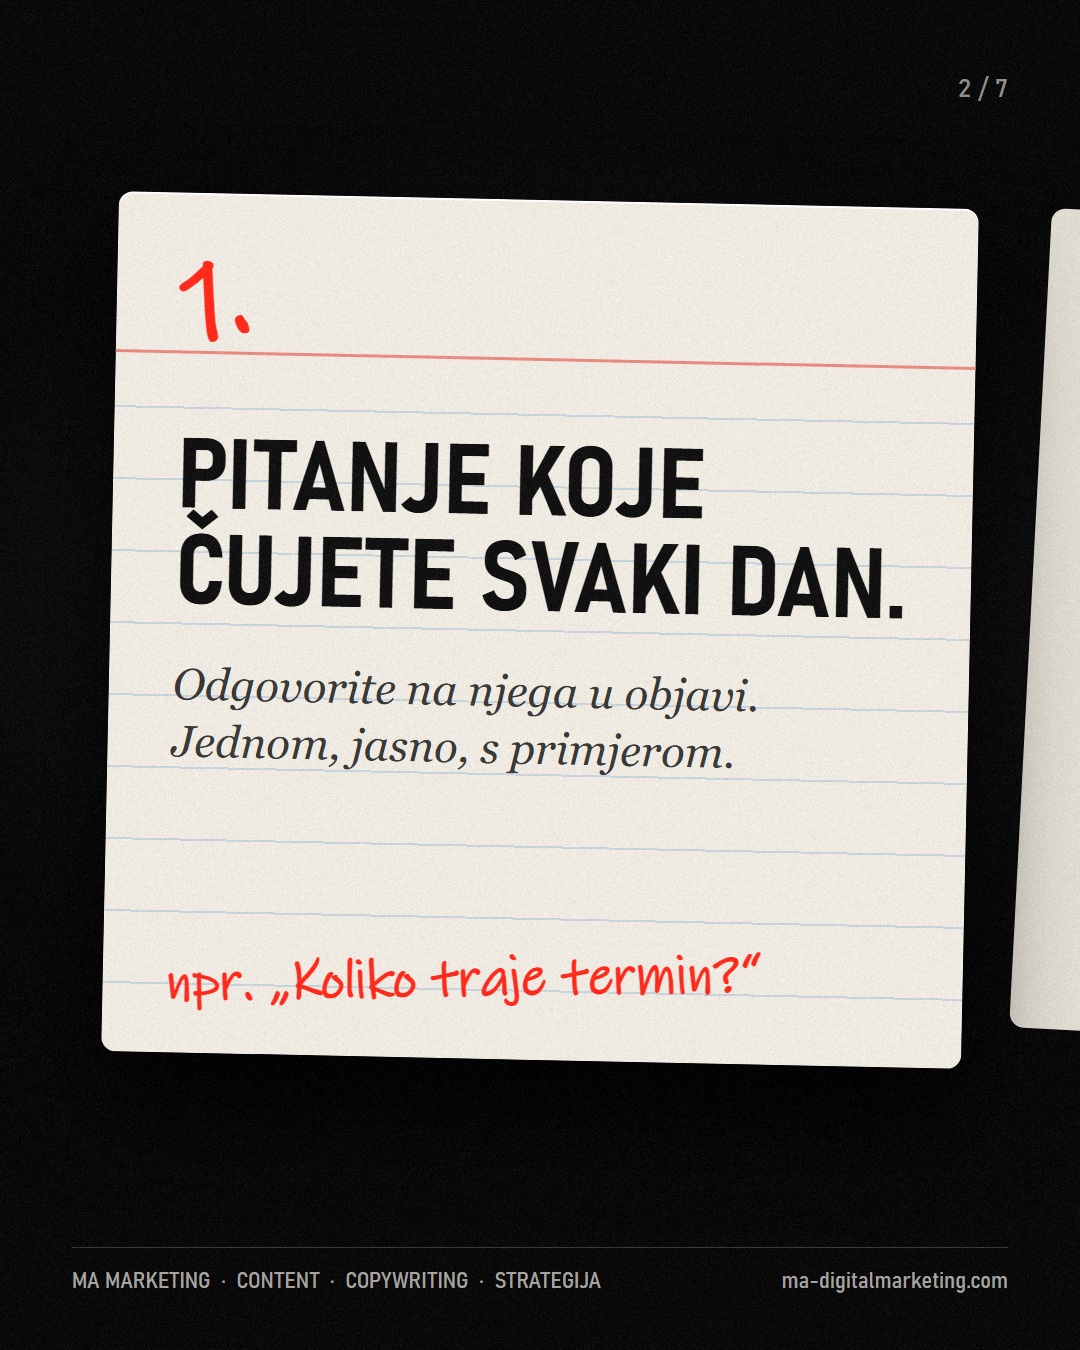 2 / 7
1.
PITANJE KOJE
ČUJETE SVAKI DAN.
Odgovorite na njega u objavi.
Jednom, jasno, s primjerom.
npr. „Koliko traje termin?“
MA MARKETING · CONTENT · COPYWRITING · STRATEGIJA
ma-digitalmarketing.com